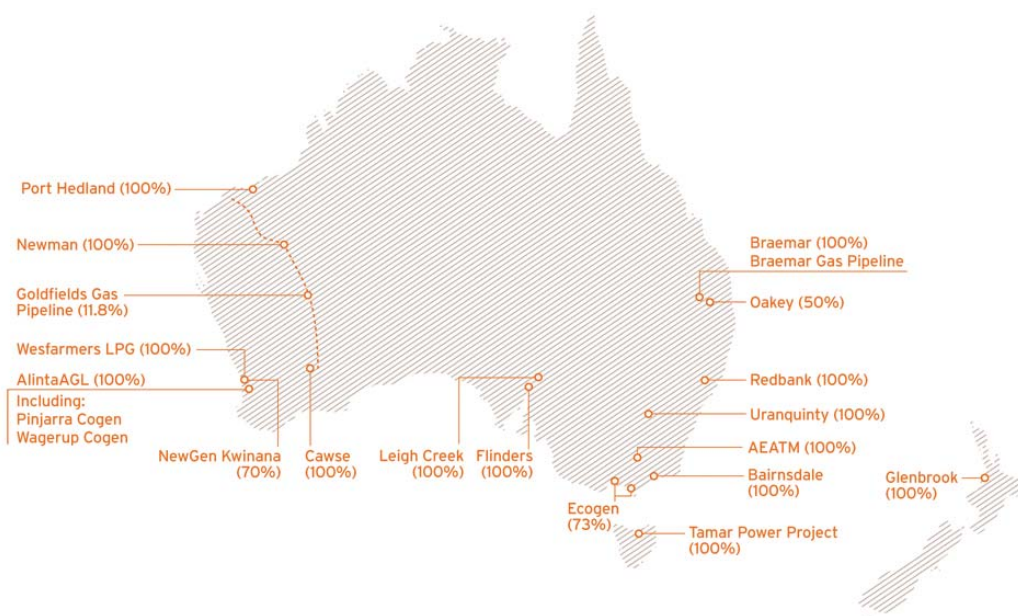 Port Hedland (100%)
Newman (100%)
Goldfields Gas
Pipeline (11.8%)
Wesfarmers LPG (100%)
AlintaAGL (100%)
Including:
Pinjarra Cogen
Wagerup Cogen
NewGen Kwinana
(70%)
Cawse
(100%)
Leigh Creek
(100%)
Flinders
(100%)
Braemar (100%)
Braemar Gas Pipeline
Oakey (50%)
Redbank (100%)
Uranquinty (100%)
AEATM (100%)
Bairnsdale
(100%)
Ecogen
(73%)
Tamar Power Project
(100%)
Glenbrook
(100%)